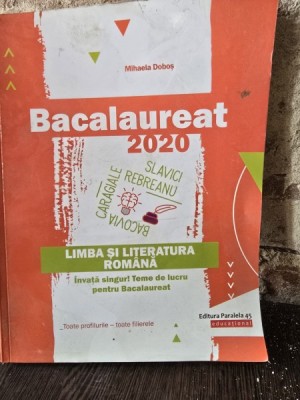 Mihaela Doboș
Bacalaureat
2020
SLAVICI
REBREANU
CARAGIALE
BACOVIA
LIMBA ȘI LITERATURA
ROMÂNĂ
Învață singur! Teme de lucru
pentru Bacalaureat
Toate profilurile – toate filierele
Editura Paralela 45
educațional